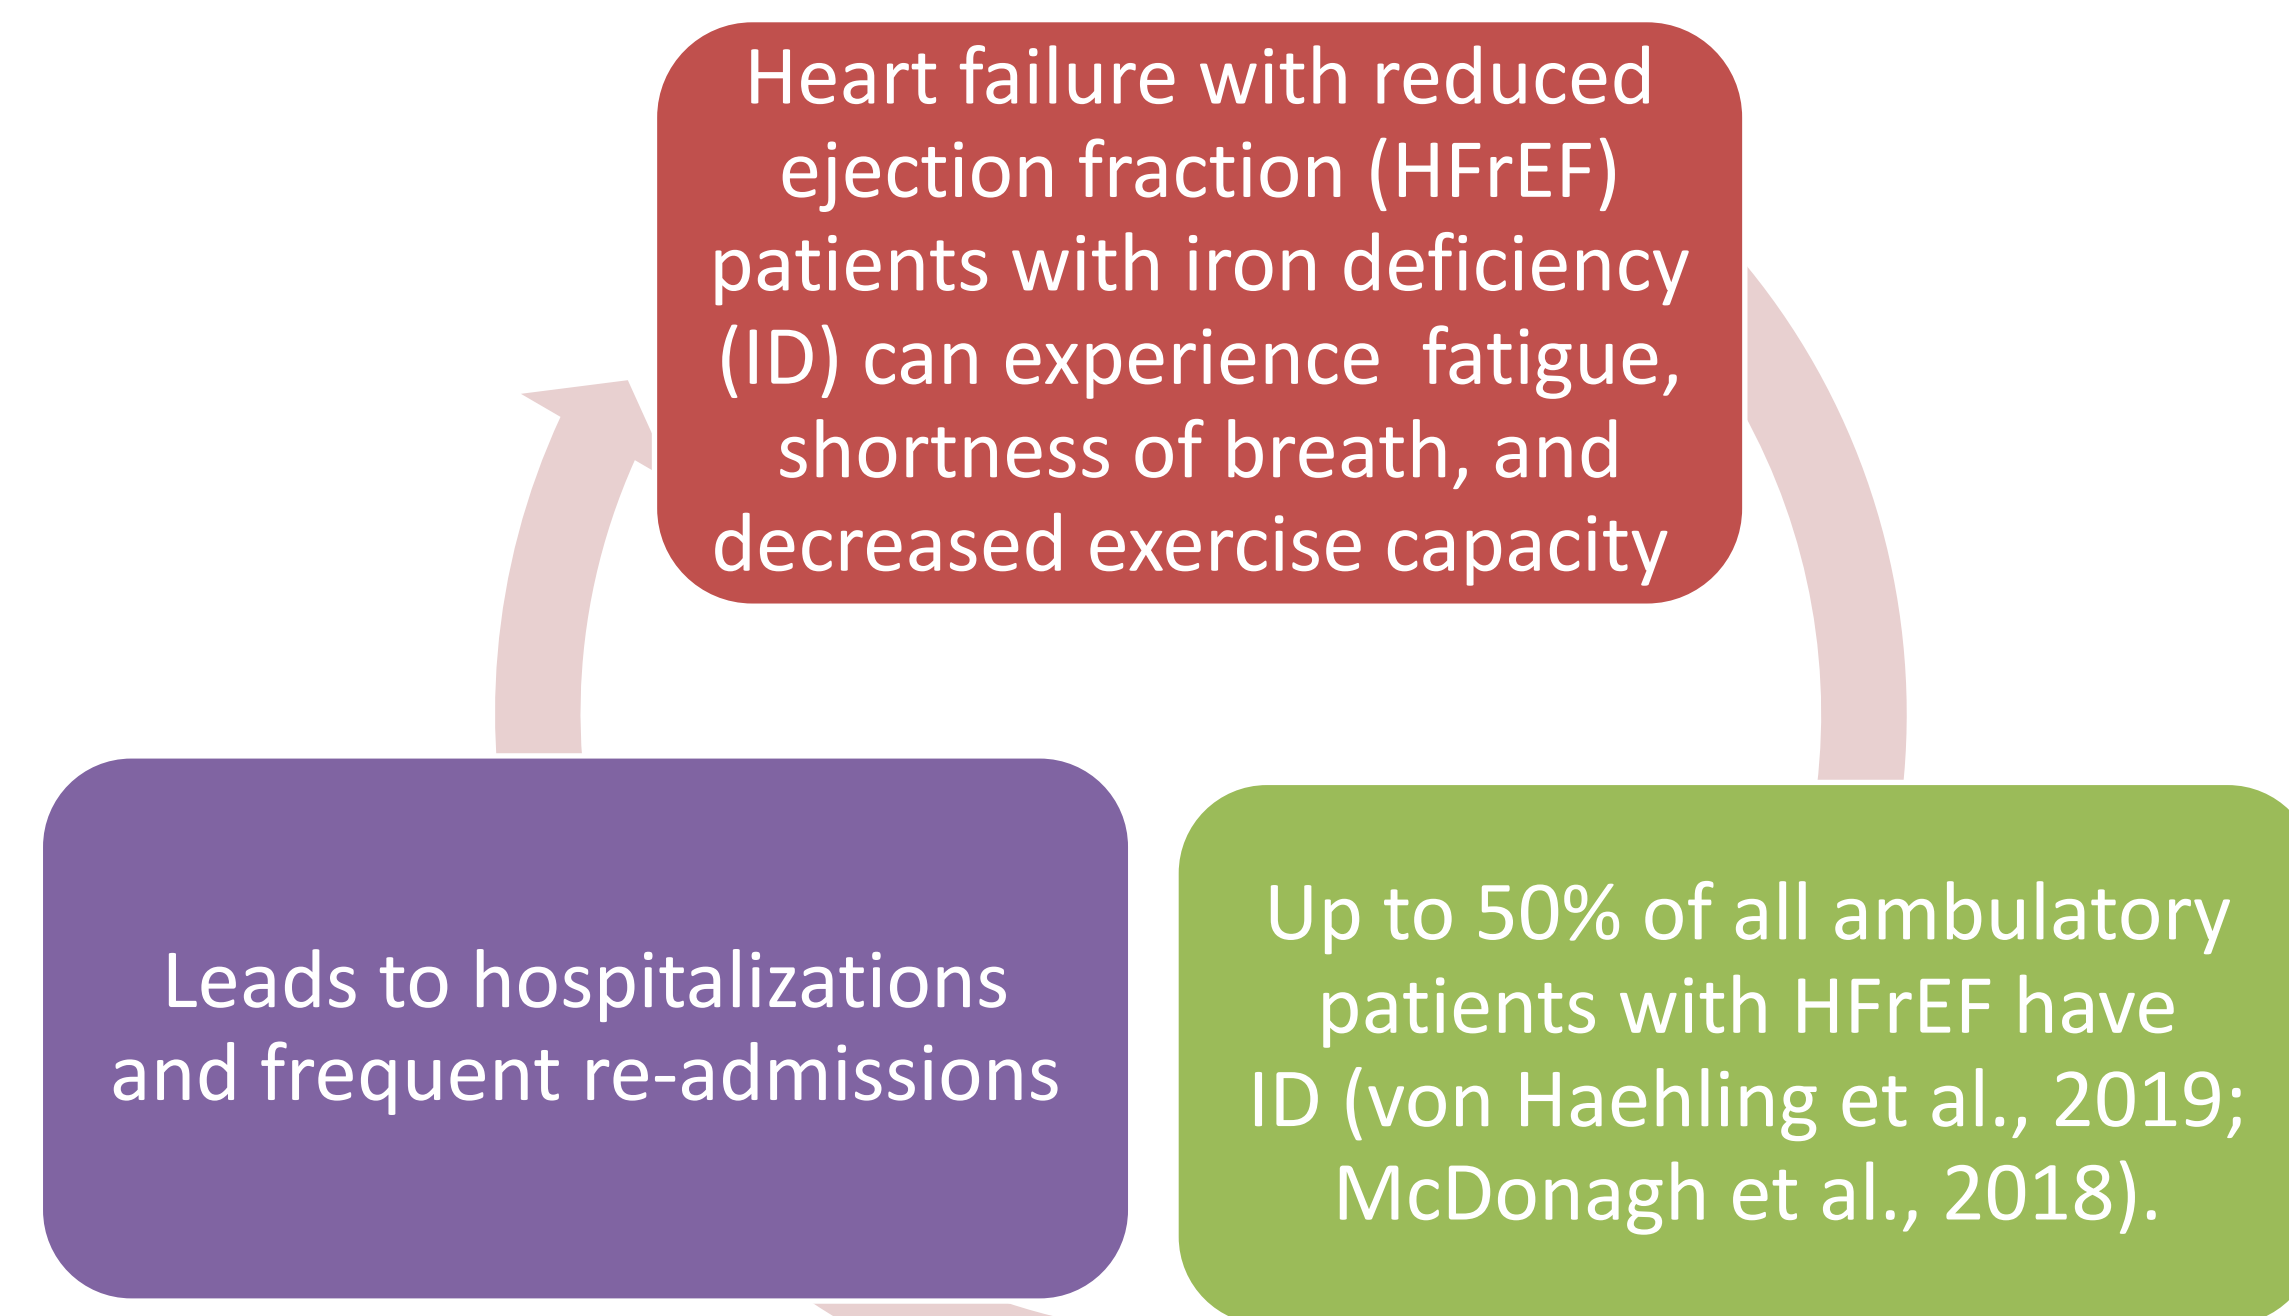 Heart failure with reduced
ejection fraction (HFrEF)
patients with iron deficiency
(ID) can experience  fatigue,
shortness of breath, and
decreased exercise capacity
Leads to hospitalizations
and frequent re-admissions
Up to 50% of all ambulatory
patients with HFrEF have
ID (von Haehling et al., 2019;
McDonagh et al., 2018).